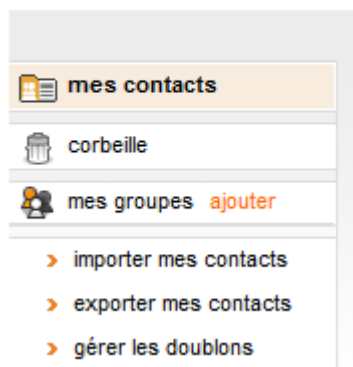 mes contacts
corbeille
mes groupes ajouter
importer mes contacts
exporter mes contacts
gérer les doublons